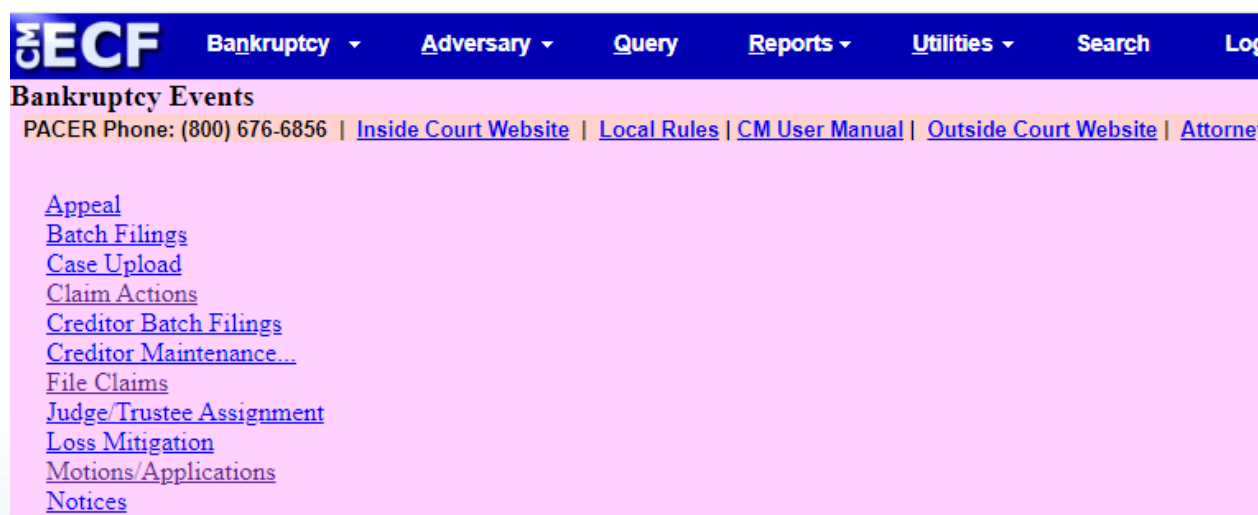 CM ECF Bankruptcy Adversary Query Reports Utilities Search
Bankruptcy Events
PACER Phone: (800) 676-6856 | Inside Court Website | Local Rules | CM User Manual | Outside Court Website |
Appeal
Batch Filings
Case Upload
Claim Actions
Creditor Batch Filings
Creditor Maintenance...
File Claims
Judge/Trustee Assignment
Loss Mitigation
Motions/Applications
Notices